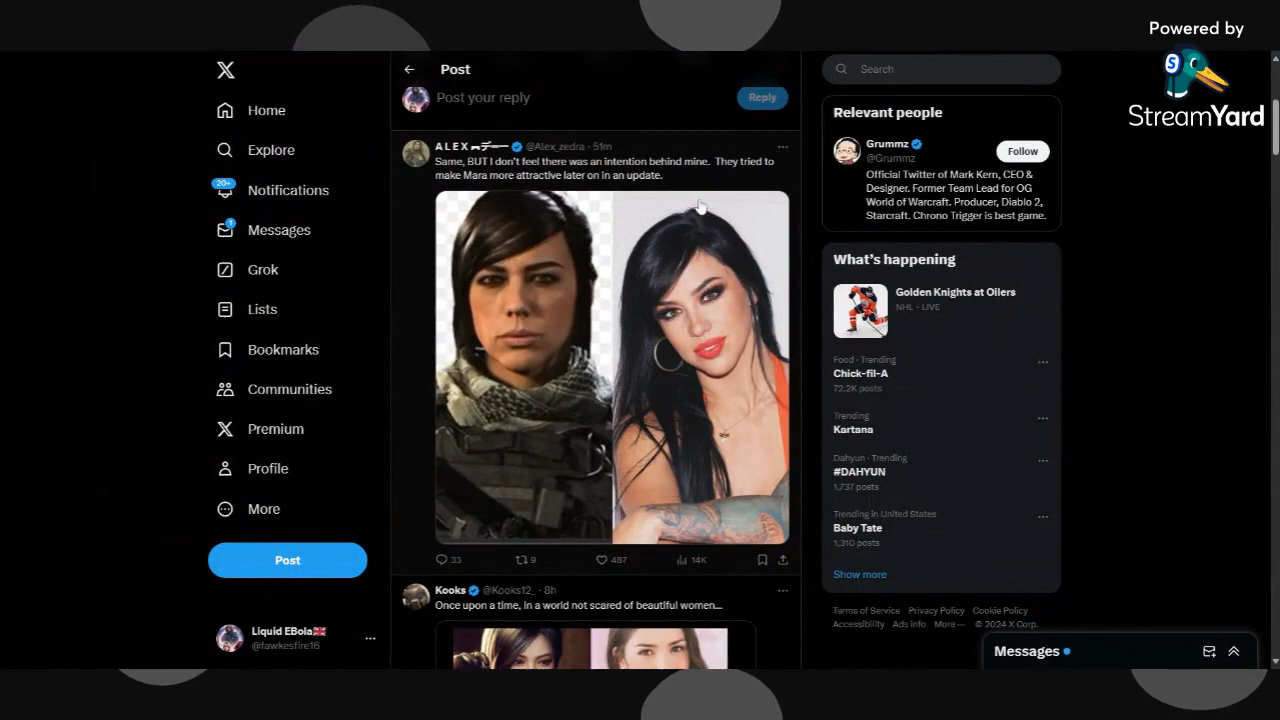 Powered by
StreamYard
Home
Explore
20+
Notifications
1
Messages
Grok
Lists
Bookmarks
Communities
Premium
Profile
More
Post
Liquid EBola🇬🇧
@fawkesfire16
Post
Post your reply
Reply
@Alex_zedra · 51m
Same, BUT I don't feel there was an intention behind mine. They tried to
make Mara more attractive later on in an update.
33
9
487
14K
Kooks @Kooks12_ · 8h
Once upon a time, in a world not scared of beautiful women...
Search
Relevant people
Grummz
@Grummz
Follow
Official Twitter of Mark Kern, CEO &
Designer. Former Team Lead for OG
World of Warcraft. Producer, Diablo 2,
Starcraft. Chrono Trigger is best game.
What's happening
Golden Knights at Oilers
NHL · LIVE
Food · Trending
Chick-fil-A
72.2K posts
Trending
Kartana
Dahyun · Trending
#DAHYUN
1,737 posts
Trending in United States
Baby Tate
1,310 posts
Show more
Terms of Service Privacy Policy Cookie Policy
Accessibility Ads info More ··· © 2024 X Corp.
Messages